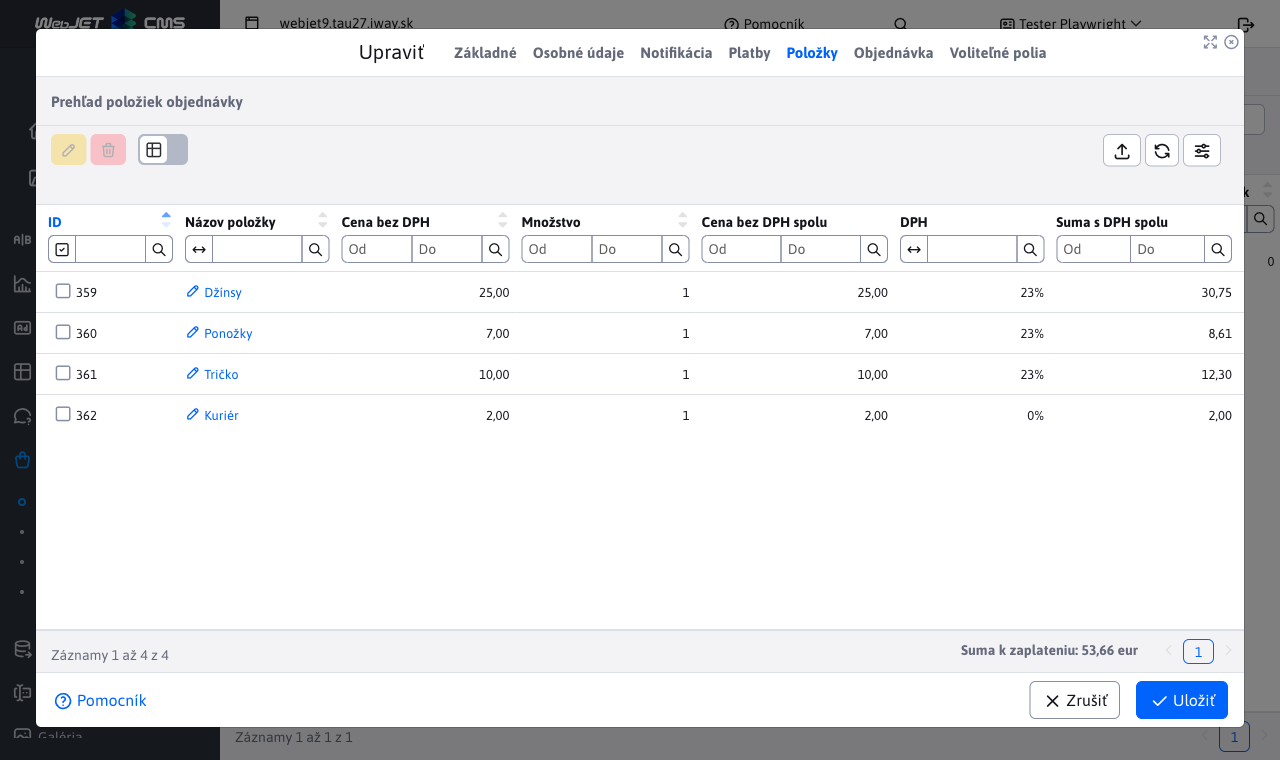 WebJET CMS
webjet9.tau27.iway.sk
Pomocník
Tester Playwright
Upraviť
Základné
Osobné údaje
Notifikácia
Platby
Položky
Objednávka
Voliteľné polia
Prehľad položiek objednávky
ID
Názov položky
Cena bez DPH
Množstvo
Cena bez DPH spolu
DPH
Suma s DPH spolu
Od Do
Od Do
Od Do
Od Do
359 Džínsy 25,00 1 25,00 23% 30,75
360 Ponožky 7,00 1 7,00 23% 8,61
361 Tričko 10,00 1 10,00 23% 12,30
362 Kuriér 2,00 1 2,00 0% 2,00
k
0
A|B
Ad
Záznamy 1 až 4 z 4
Suma k zaplateniu: 53,66 eur
1
Pomocník
Zrušiť
Uložiť
Galéria
Záznamy 1 až 1 z 1
1